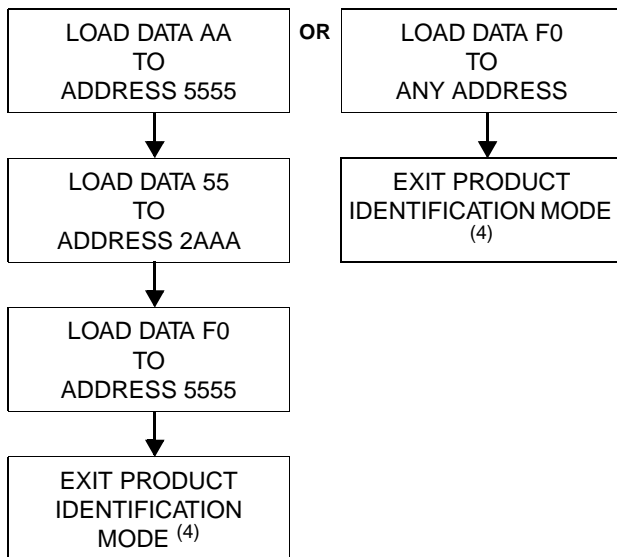 LOAD DATA AA
TO
ADDRESS 5555
OR
LOAD DATA F0
TO
ANY ADDRESS
LOAD DATA 55
TO
ADDRESS 2AAA
EXIT PRODUCT
IDENTIFICATION MODE
(4)
LOAD DATA F0
TO
ADDRESS 5555
EXIT PRODUCT
IDENTIFICATION
MODE (4)